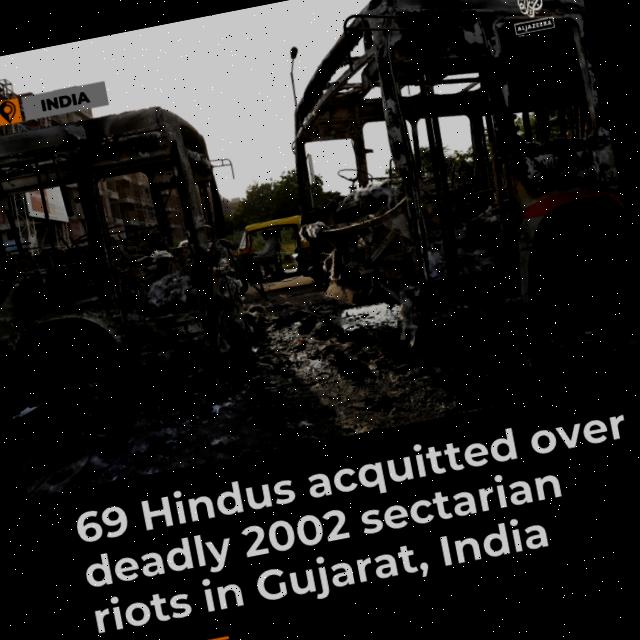 ALJAZEERA
INDIA
69 Hindus acquitted over
deadly 2002 sectarian
riots in Gujarat, India